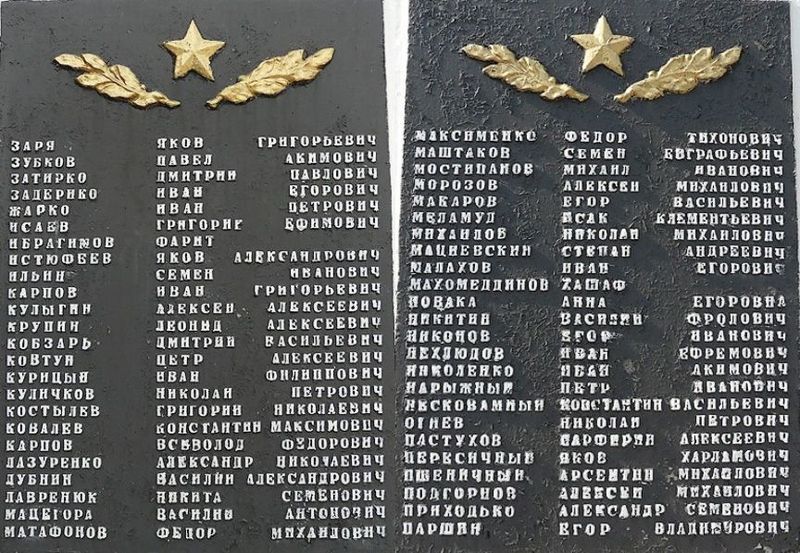 ЗАРЯ ЯКОВ ГРИГОРЬЕВИЧ
ЗУБКОВ ПАВЕЛ АКИМОВИЧ
ЗАТИРКО ДМИТРИЙ ПАВЛОВИЧ
ЗАДЕРИКО ИВАН ЕГОРОВИЧ
ЖАРКО ИВАН ПЕТРОВИЧ
ИСАЕВ ГРИГОРИЕ ЕФИМОВИЧ
ИБРАГИМОВ ФАРИТ
ИСТЮФЕЕВ ЯКОВ АЛЕКСАНДРОВИЧ
ИЛЬИН СЕМЕН ИВАНОВИЧ
КАРПОВ ИВАН ГРИГОРЬЕВИЧ
КУЛЫГИН АЛЕКСЕЙ АЛЕКСЕЕВИЧ
КРУПИН ЛЕОНИД АЛЕКСЕЕВИЧ
КОБЗАРЬ ДМИТРИЙ ВАСИЛЬЕВИЧ
КОВТУН ПЕТР АЛЕКСЕЕВИЧ
КУРИЦЫН ИВАН ФИЛИППОВИЧ
КУЛИЧКОВ НИКОЛАЙ ПЕТРОВИЧ
КОСТЫЛЕВ ГРИГОРИЙ НИКОЛАЕВИЧ
КОВАЛЕВ КОНСТАНТИН МАКСИМОВИЧ
КАРПОВ ВСЕВОЛОД ФЕДОРОВИЧ
ЛАЗУРЕНКО АЛЕКСАНДР НИКОЛАЕВИЧ
ЛУБНИН ВАСИЛИЙ АЛЕКСАНДРОВИЧ
ЛАВРЕНЮК НИКИТА СЕМЕНОВИЧ
МАЦЕГОРА ВАСИЛИЙ АНТОНОВИЧ
МАТАФОНОВ ФЕДОР МИХАЙЛОВИЧ
МАКСИМЕНКО ФЕДОР ТИХОНОВИЧ
МАШТАКОВ СЕМЕН ЕВГРАФЬЕВИЧ
МОСТИПАНОВ МИХАИЛ ИВАНОВИЧ
МОРОЗОВ АЛЕКСЕЙ МИХАЙЛОВИЧ
МАКАРОВ ЕГОР ВАСИЛЬЕВИЧ
МЕЛАМУД ИСАК КЛЕМЕНТЬЕВИЧ
МИХАЙЛОВ НИКОЛАЙ МИХАЙЛОВИЧ
МАЦИЕВСКИЙ СТЕПАН АНДРЕЕВИЧ
МАЛАХОВ ИВАН ЕГОРОВИЧ
МАХОМЕДДИНОВ ХАШАФ
НОВАКА АННА ЕГОРОВНА
НИКИТИН ВАСИЛИЙ ФРОЛОВИЧ
НИКОНОВ ЕГОР ИВАНОВИЧ
НЕХЛЮДОВ ИВАН ЕФРЕМОВИЧ
НИКОЛЕНКО ИВАН АКИМОВИЧ
НАРЫЖНЫЙ ПЕТР ИВАНОВИЧ
НЕСКОВАМНЫЙ КОНСТАНТИН ВАСИЛЬЕВИЧ
ОГНЕВ НИКОЛАЙ ПЕТРОВИЧ
ПАСТУХОВ ПАРФИРИЙ АЛЕКСЕЕВИЧ
ПЕРЕСИЧНЫЙ ЯКОВ ХАРЛАМОВИЧ
ПШЕНИЧНЫЙ АРСЕНТИЙ МИХАЙЛОВИЧ
ПОДГОРНОВ АЛЕКСЕЙ МИХАЙЛОВИЧ
ПРИХОДЬКО АЛЕКСАНДР СЕМЕНОВИЧ
ПАРШИН ЕГОР ВЛАДИМИРОВИЧ